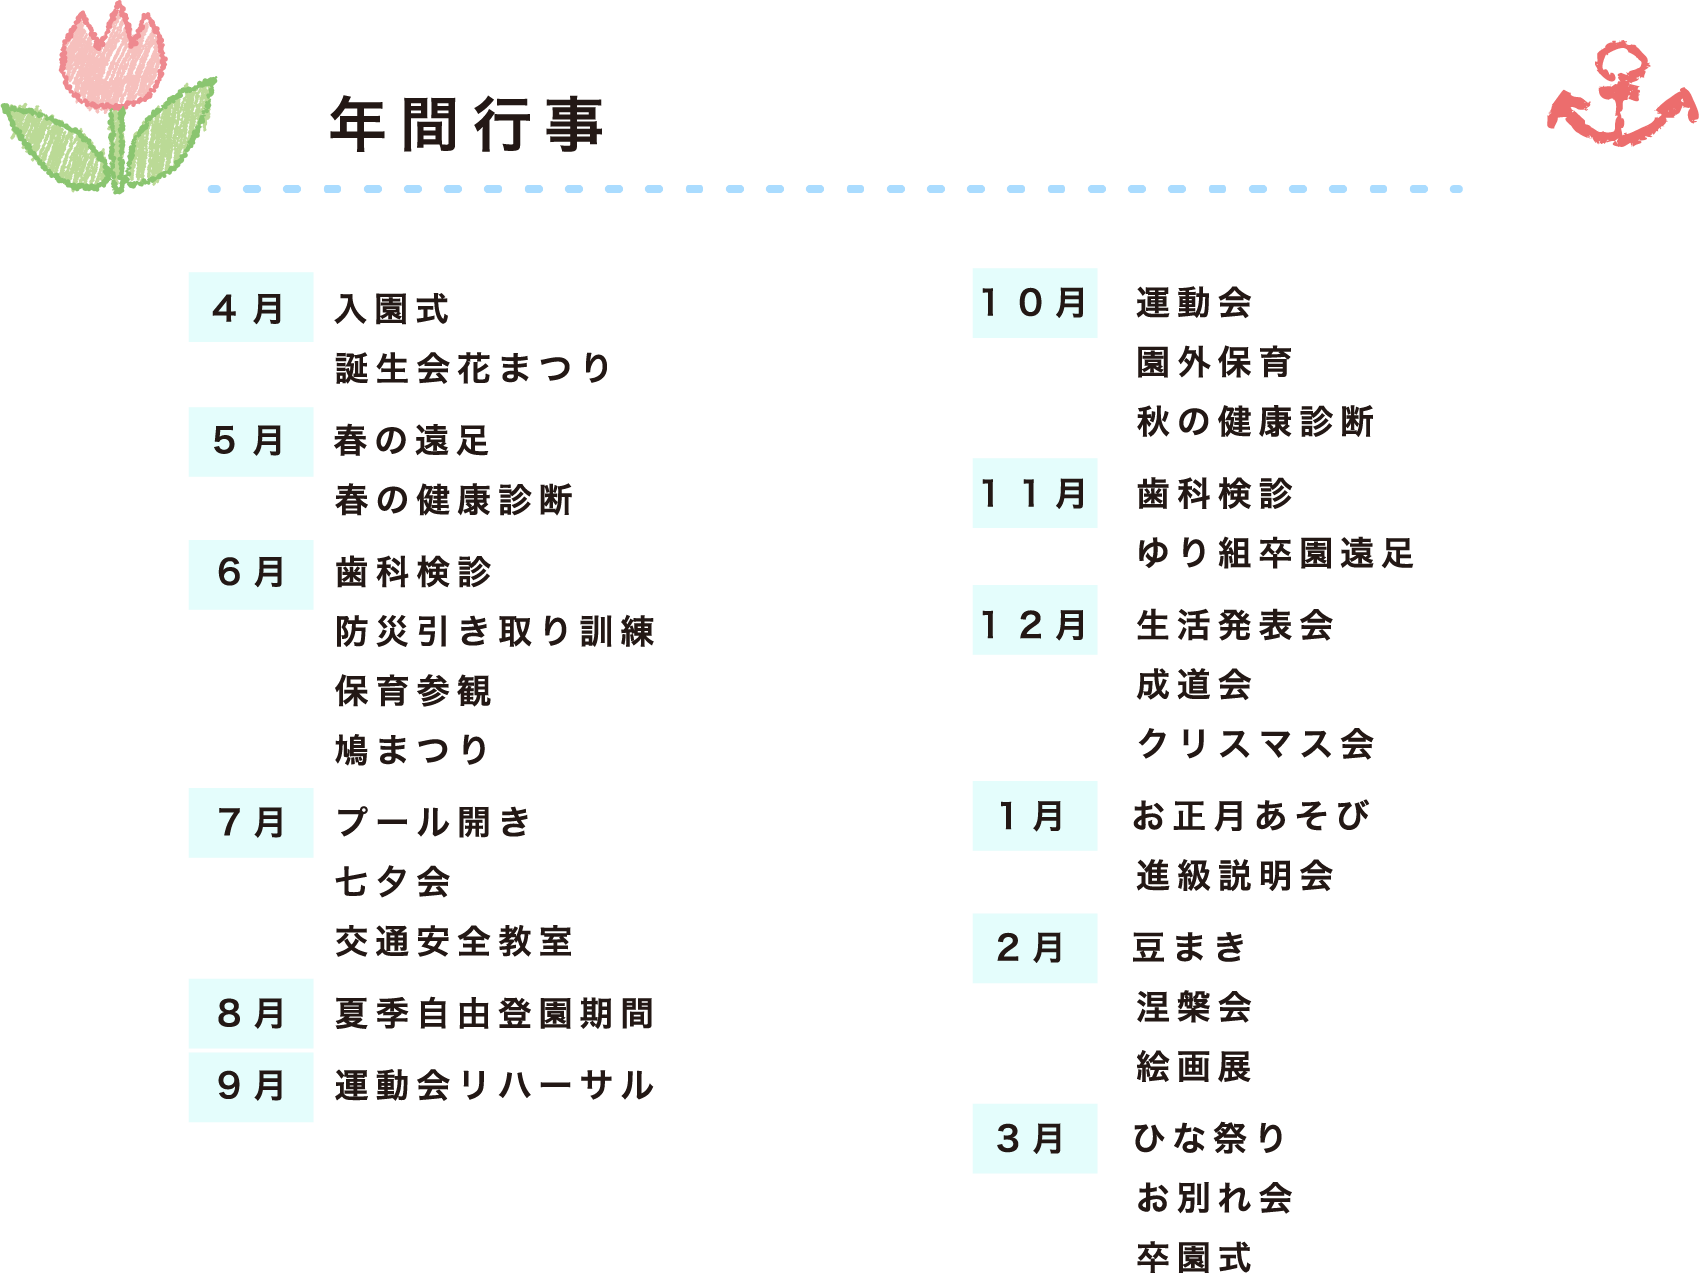 年間行事
４月 入園式
誕生会花まつり
５月 春の遠足
春の健康診断
６月 歯科検診
防災引き取り訓練
保育参観
鳩まつり
７月 プール開き
七夕会
交通安全教室
８月 夏季自由登園期間
９月 運動会リハーサル
１０月 運動会
園外保育
秋の健康診断
１１月 歯科検診
ゆり組卒園遠足
１２月 生活発表会
成道会
クリスマス会
１月 お正月あそび
進級説明会
２月 豆まき
涅槃会
絵画展
３月 ひな祭り
お別れ会
卒園式